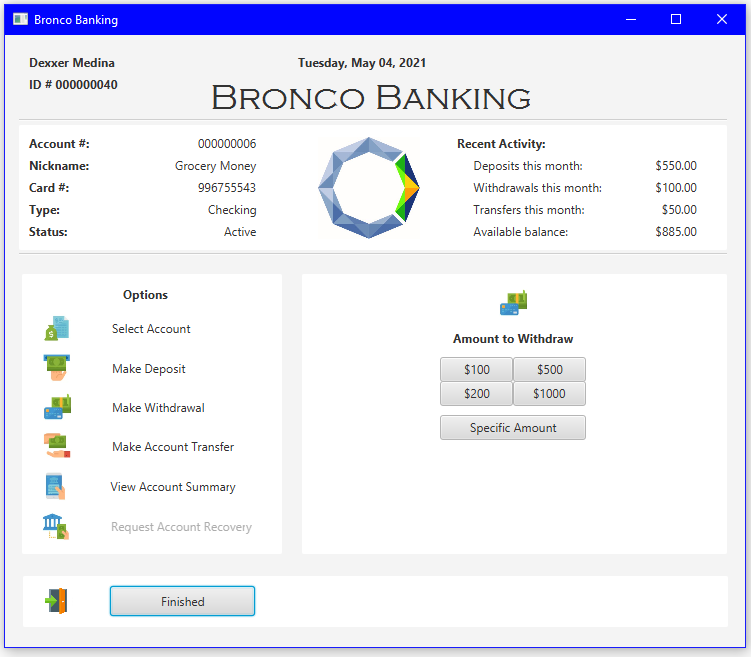 Bronco Banking
Dexxer Medina
Tuesday, May 04, 2021
ID # 000000040
BRONCO BANKING
Account #: 000000006
Nickname: Grocery Money
Card #: 996755543
Type: Checking
Status: Active
Recent Activity:
Deposits this month: $550.00
Withdrawals this month: $100.00
Transfers this month: $50.00
Available balance: $885.00
Options
Select Account
Make Deposit
Make Withdrawal
Make Account Transfer
View Account Summary
Request Account Recovery
Amount to Withdraw
$100 $500
$200 $1000
Specific Amount
Finished